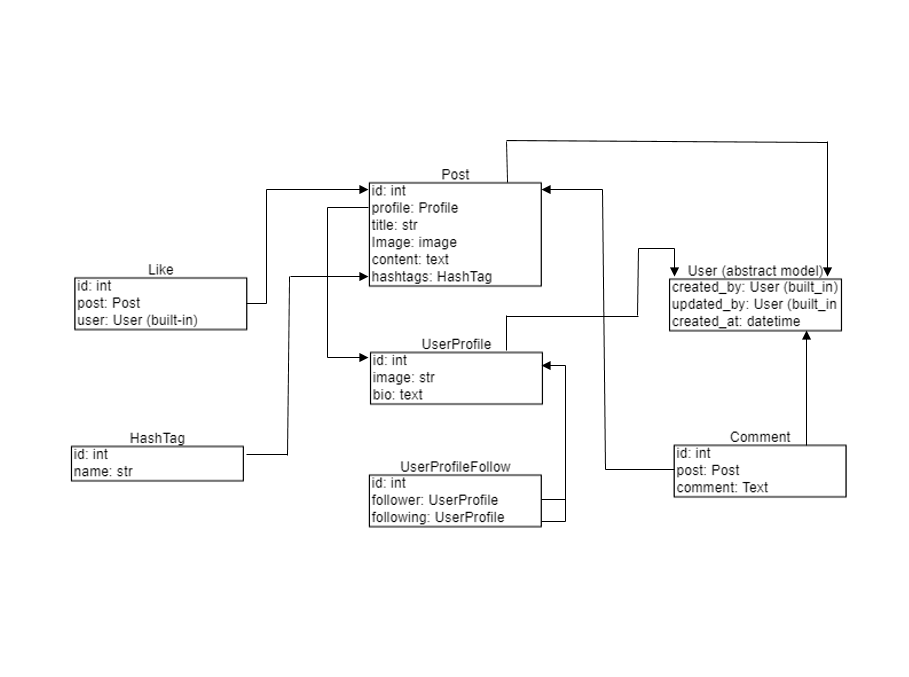 Post
id: int
profile: Profile
title: str
Image: image
content: text
hashtags: HashTag
Like
id: int
post: Post
user: User (built-in)
User (abstract model)
created_by: User (built_in)
updated_by: User (built_in
created_at: datetime
UserProfile
id: int
image: str
bio: text
HashTag
id: int
name: str
Comment
id: int
post: Post
comment: Text
UserProfileFollow
id: int
follower: UserProfile
following: UserProfile